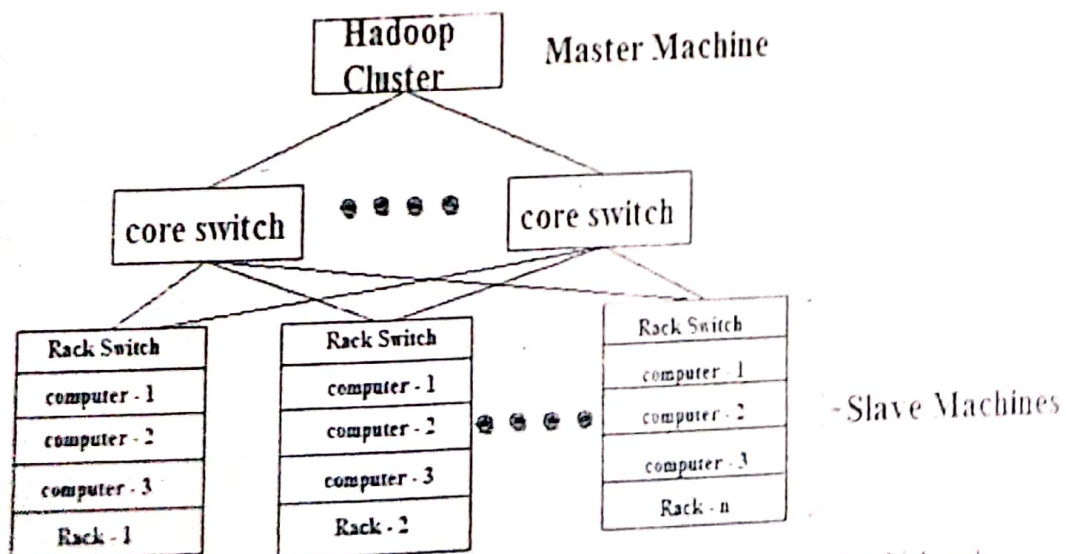 Hadoop
Cluster
Master Machine
core switch
core switch
Rack Switch
computer - 1
computer - 2
computer - 3
Rack - 1
Rack Switch
computer - 1
computer - 2
computer - 3
Rack - 2
Rack Switch
computer - 1
computer - 2
computer - 3
Rack - n
-Slave Machines